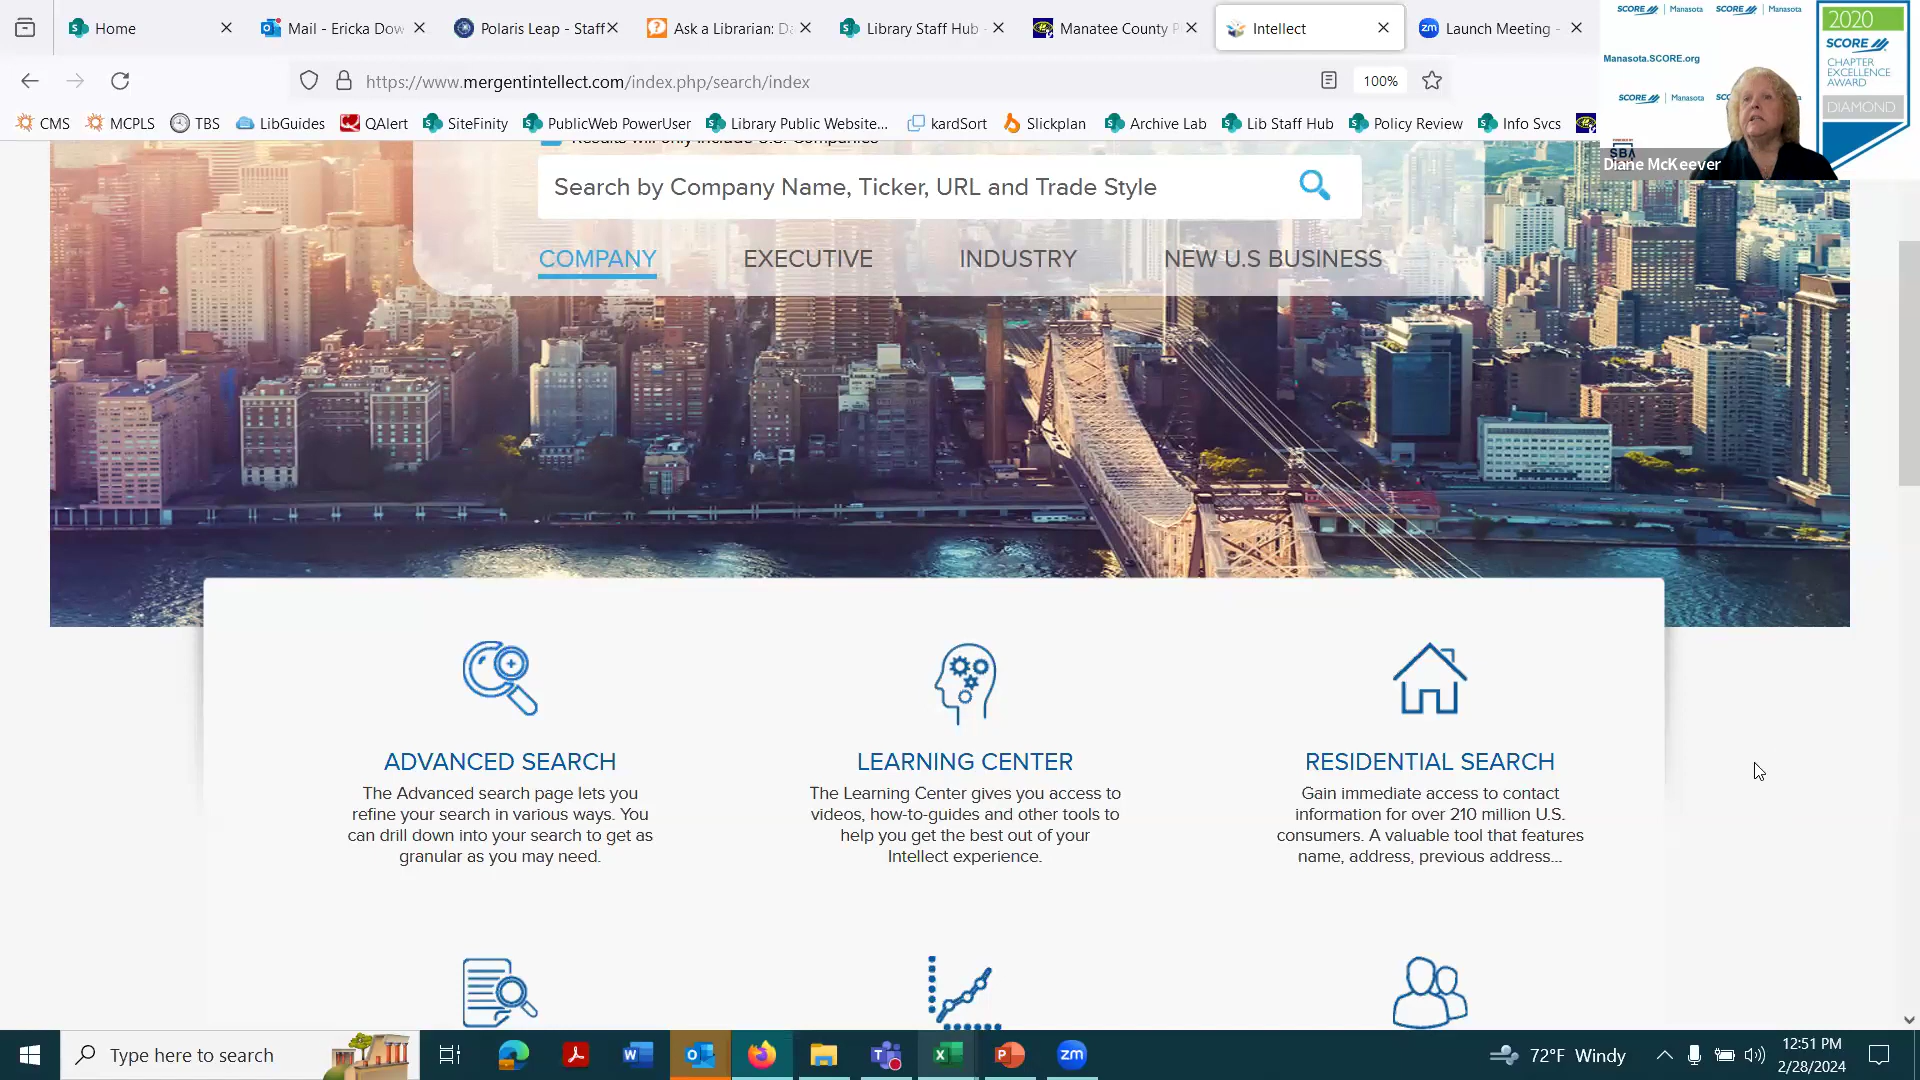 Home
Mail - Ericka Dow
Polaris Leap - Staff
Ask a Librarian: Da
Library Staff Hub -
Manatee County P
Intellect
Launch Meeting -
https://www.mergentintellect.com/index.php/search/index
100%
CMS
MCPLS
TBS
LibGuides
QAlert
SiteFinity
PublicWeb PowerUser
Library Public Website...
kardSort
Slickplan
Archive Lab
Lib Staff Hub
Policy Review
Info Svcs
SCORE | Manasota
SCORE | Manasota
Manasota.SCORE.org
SCORE | Manasota
SBA
Diane McKeever
2020
SCORE
CHAPTER
EXCELLENCE
AWARD
DIAMOND
Results will only include U.S. Companies
Search by Company Name, Ticker, URL and Trade Style
COMPANY
EXECUTIVE
INDUSTRY
NEW U.S BUSINESS
ADVANCED SEARCH
The Advanced search page lets you
refine your search in various ways. You
can drill down into your search to get as
granular as you may need.
LEARNING CENTER
The Learning Center gives you access to
videos, how-to-guides and other tools to
help you get the best out of your
Intellect experience.
RESIDENTIAL SEARCH
Gain immediate access to contact
information for over 210 million U.S.
consumers. A valuable tool that features
name, address, previous address...
Type here to search
zm
72°F Windy
12:51 PM
2/28/2024